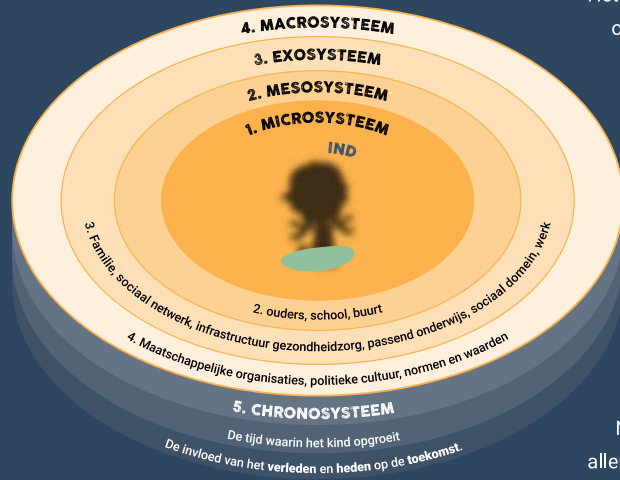 4. MACROSYSTEEM
3. EXOSYSTEEM
2. MESOSYSTEEM
1. MICROSYSTEEM
IND
2. ouders, school, buurt
3. Familie, sociaal netwerk, infrastructuur gezondheidzorg, passend onderwijs, sociaal domein, werk
4. Maatschappelijke organisaties, politieke cultuur, normen en waarden
5. CHRONOSYSTEEM
De tijd waarin het kind opgroeit
De invloed van het verleden en heden op de toekomst.
alle